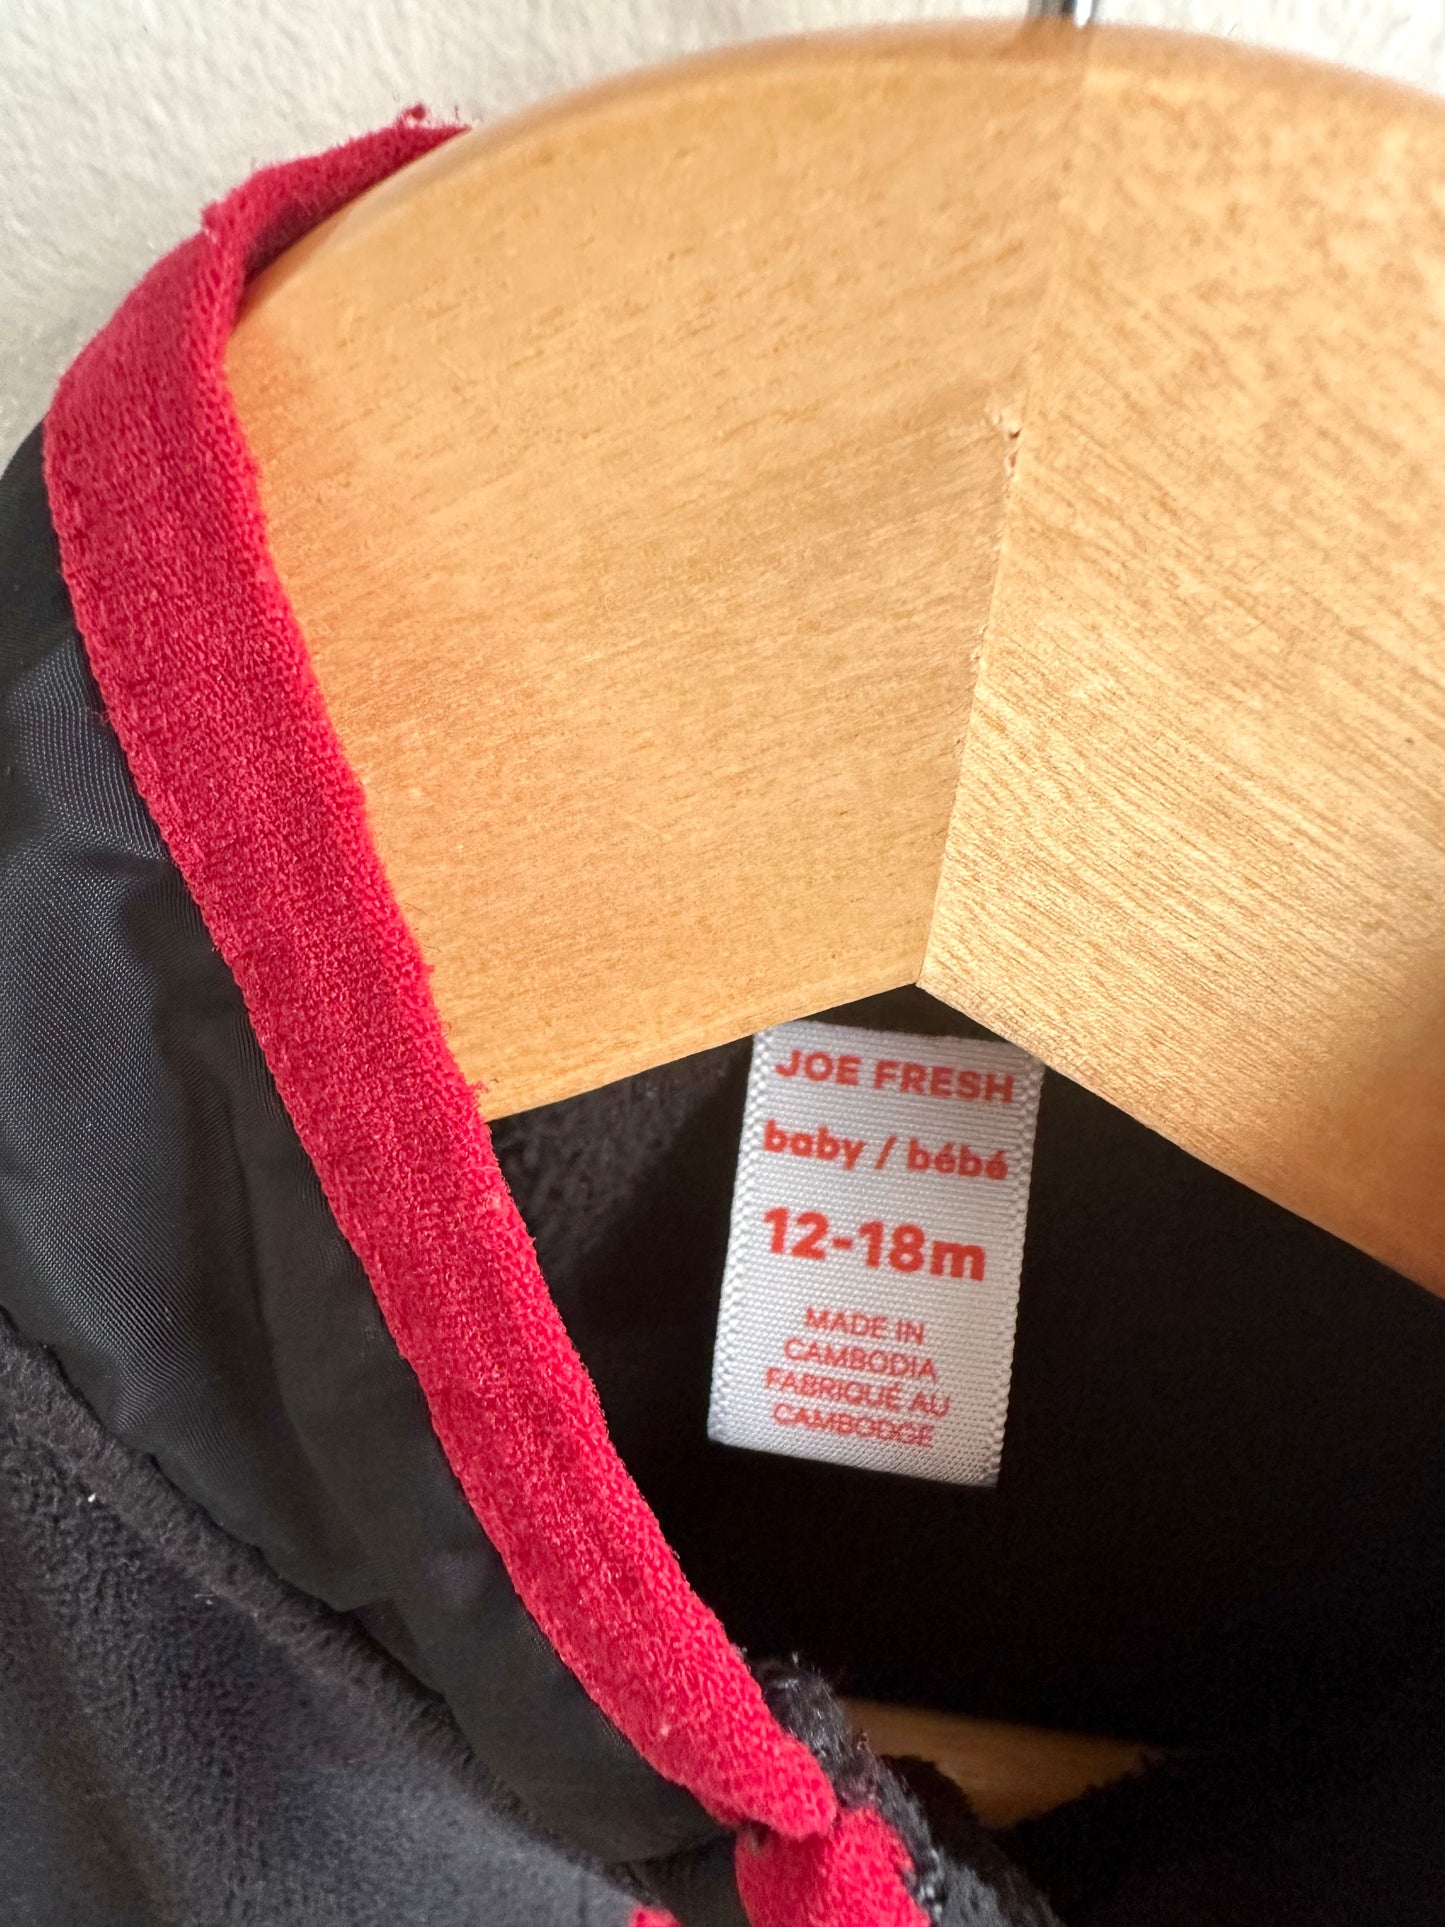 JOE FRESH
baby / bébé
12-18m
MADE IN
CAMBODIA
FABRIQUÉ AU
CAMBODGE